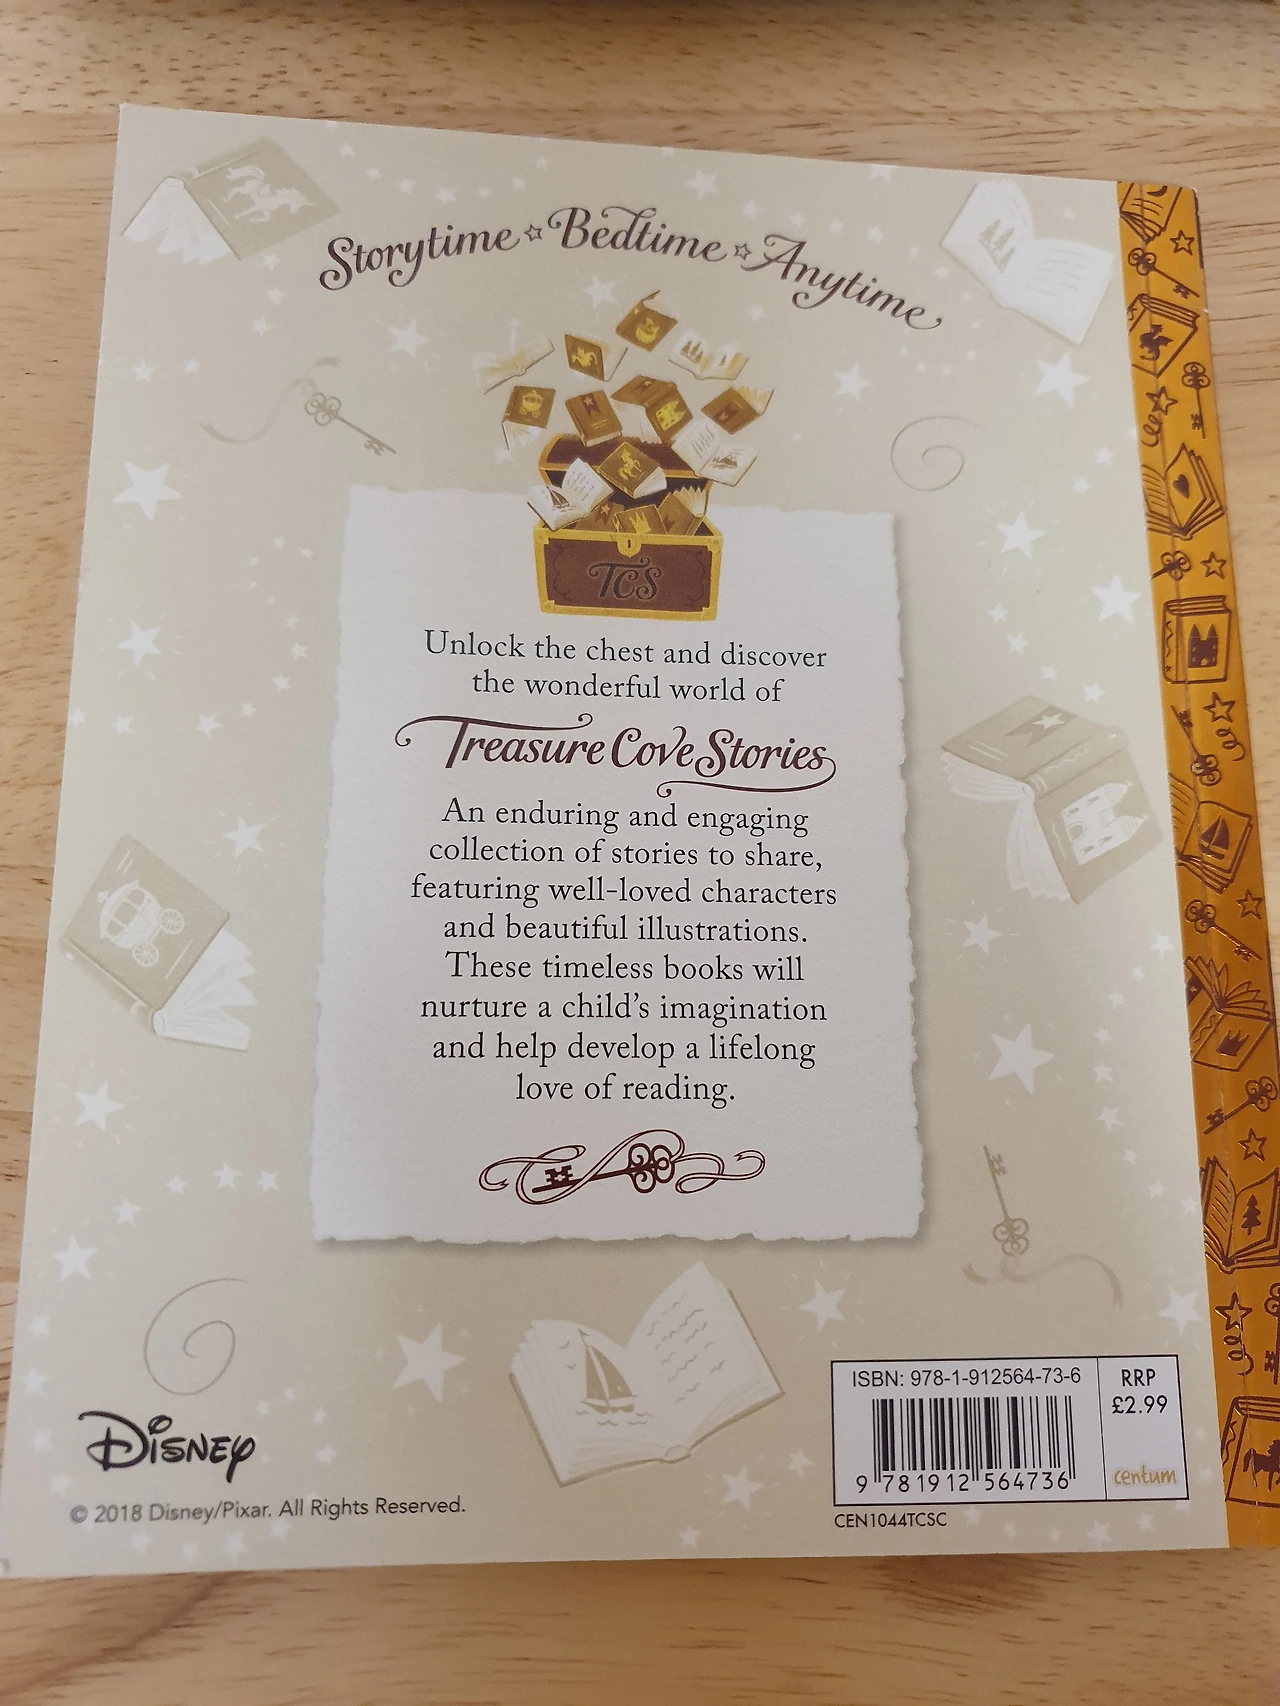 Storytime ☆ Bedtime ☆ Anytime
TCS
Unlock the chest and discover
the wonderful world of
Treasure Cove Stories
An enduring and engaging
collection of stories to share,
featuring well-loved characters
and beautiful illustrations.
These timeless books will
nurture a child's imagination
and help develop a lifelong
love of reading.
Disney
© 2018 Disney/Pixar. All Rights Reserved.
ISBN: 978-1-912564-73-6
9 781912 564736
RRP
£2.99
centum
CEN1044TCSC